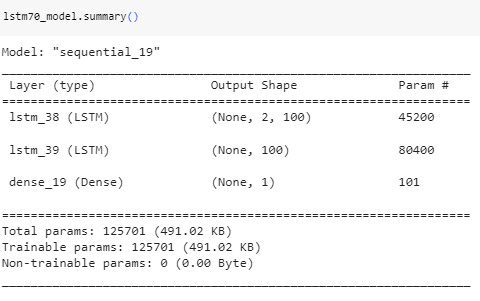 lstm70_model.summary()
Model: "sequential_19"
_________________________________________________________________
Layer (type) Output Shape Param #
=================================================================
lstm_38 (LSTM) (None, 2, 100) 45200
lstm_39 (LSTM) (None, 100) 80400
dense_19 (Dense) (None, 1) 101
=================================================================
Total params: 125701 (491.02 KB)
Trainable params: 125701 (491.02 KB)
Non-trainable params: 0 (0.00 Byte)
_________________________________________________________________